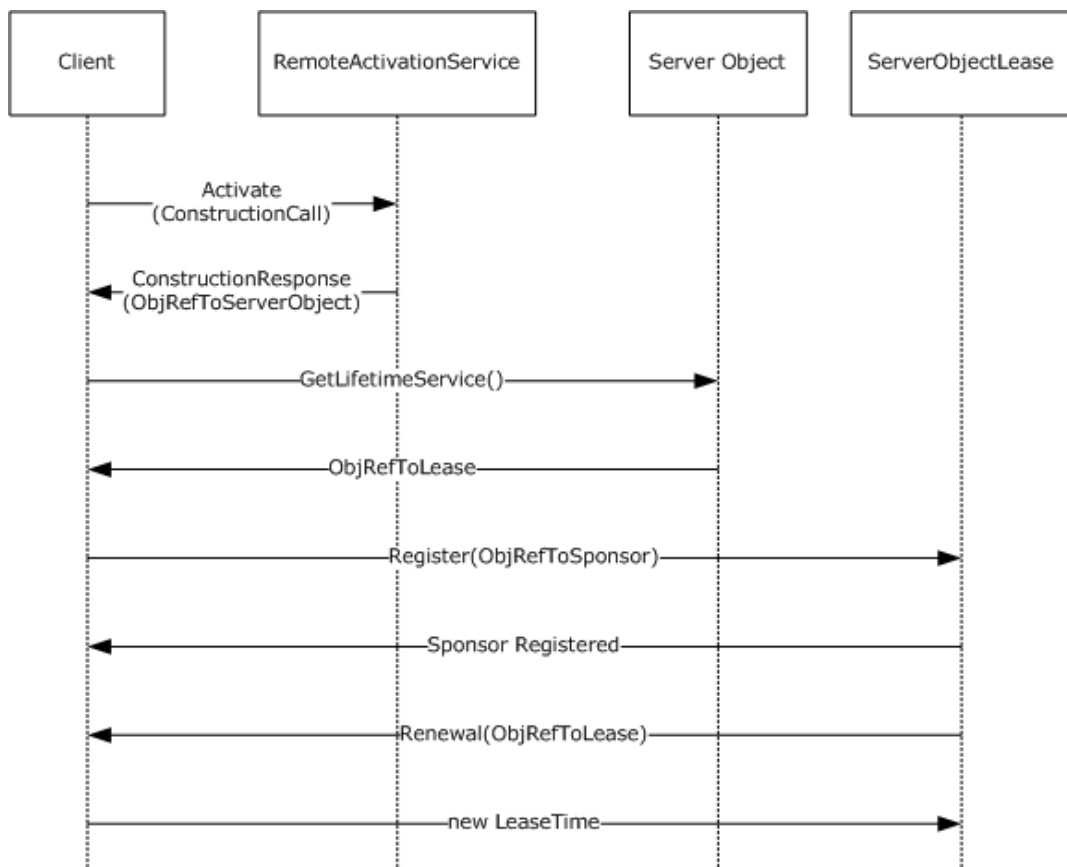 Client
RemoteActivationService
Server Object
ServerObjectLease
Activate
(ConstructionCall)
ConstructionResponse
(ObjRefToServerObject)
GetLifetimeService()
ObjRefToLease
Register(ObjRefToSponsor)
Sponsor Registered
Renewal(ObjRefToLease)
new LeaseTime